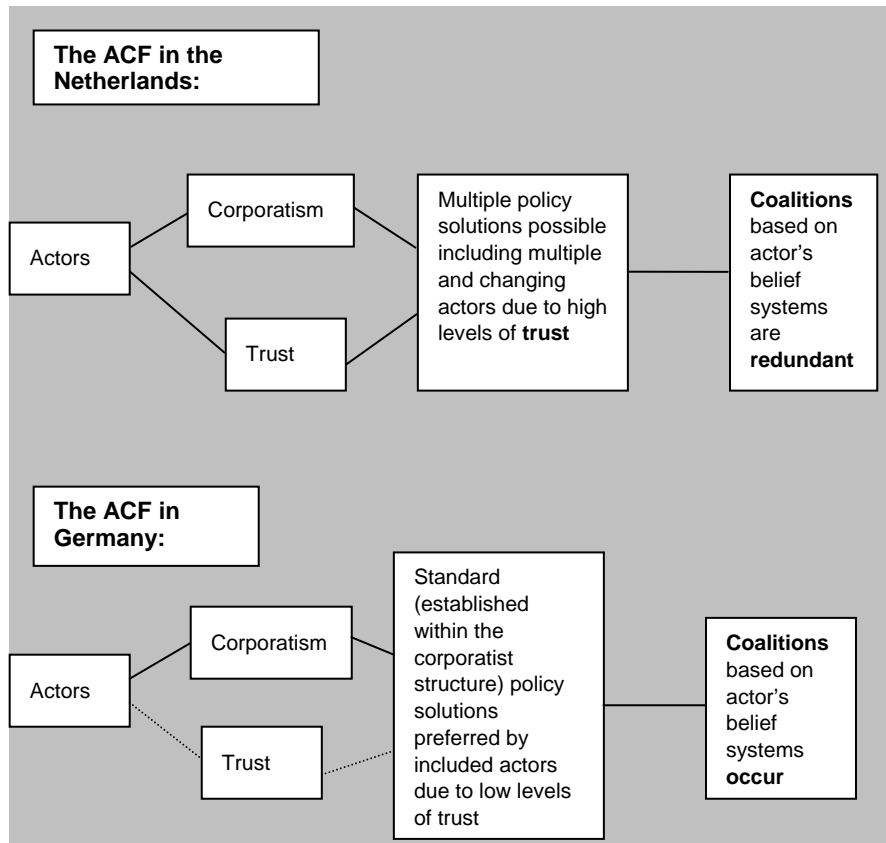 The ACF in the
Netherlands:
Actors
Corporatism
Trust
Multiple policy
solutions possible
including multiple
and changing
actors due to high
levels of trust
Coalitions
based on
actor's
belief
systems
are
redundant
The ACF in
Germany:
Actors
Corporatism
Trust
Standard
(established
within the
corporatist
structure) policy
solutions
preferred by
included actors
due to low levels
of trust
Coalitions
based on
actor's
belief
systems
occur